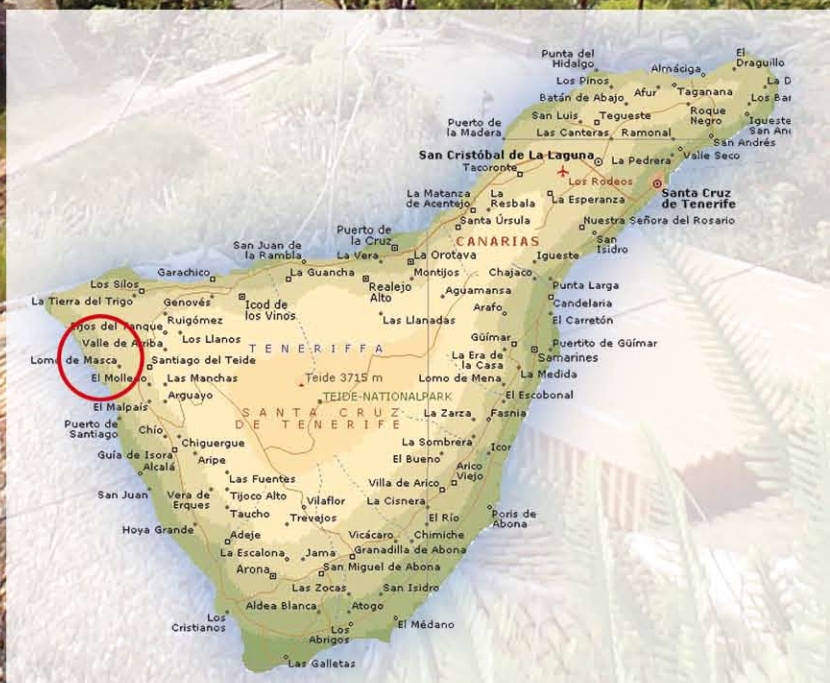 Punta del
Hidalgo
El
Draguillo
Almáciga
Los Pinos
Afur
Taganana
La D
Batán de Abajo
Los Bar
San Luis
Tegueste
Roque
Negro
Igueste
San And
Puerto de
la Madera
Las Canteras
Ramonal
San Andrés
San Cristóbal de La Laguna
La Pedrera
Valle Seco
Tacoronte
Los Rodeos
Santa Cruz
de Tenerife
La Matanza
de Acentejo
La
Resbala
La Esperanza
Santa Úrsula
Nuestra Señora del Rosario
Puerto de
la Cruz
CANARIAS
San
Isidro
San Juan de
la Rambla
La Vera
La Orotava
Igueste
Garachico
La Guancha
Montijos
Chajaco
Los Silos
Realejo
Alto
Aguamansa
Punta Larga
La Tierra del Trigo
Genovés
Icod de
los Vinos
Candelaria
Arafo
Ruigómez
Las Llanadas
El Carretón
Valle de Arriba
Los Llanos
TENERIFFA
Güímar
Puertito de Güímar
Lomo de Masca
Santiago del Teide
La Era de
la Casa
Samarines
El Molledo
Las Manchas
Teide 3715 m
Lomo de Mena
La Medida
Arguayo
TEIDE-NATIONALPARK
El Escobonal
El Malpaís
SANTA CRUZ
DE TENERIFE
La Zarza
Fasnia
Puerto de
Santiago
Chío
Chiguergue
La Sombrera
Icor
Guía de Isora
Aripe
El Bueno
Arico
Viejo
Alcalá
Las Fuentes
Villa de Arico
San Juan
Vera de
Erques
Tijoco Alto
Vilaflor
La Cisnera
Taucho
Trevejos
El Río
Poris de
Abona
Hoya Grande
Adeje
Vicácaro
Chimiche
La Escalona
Jama
Granadilla de Abona
Arona
San Miguel de Abona
Las Zocas
San Isidro
Aldea Blanca
Atogo
Los
Cristianos
Los
Abrigos
El Médano
Las Galletas